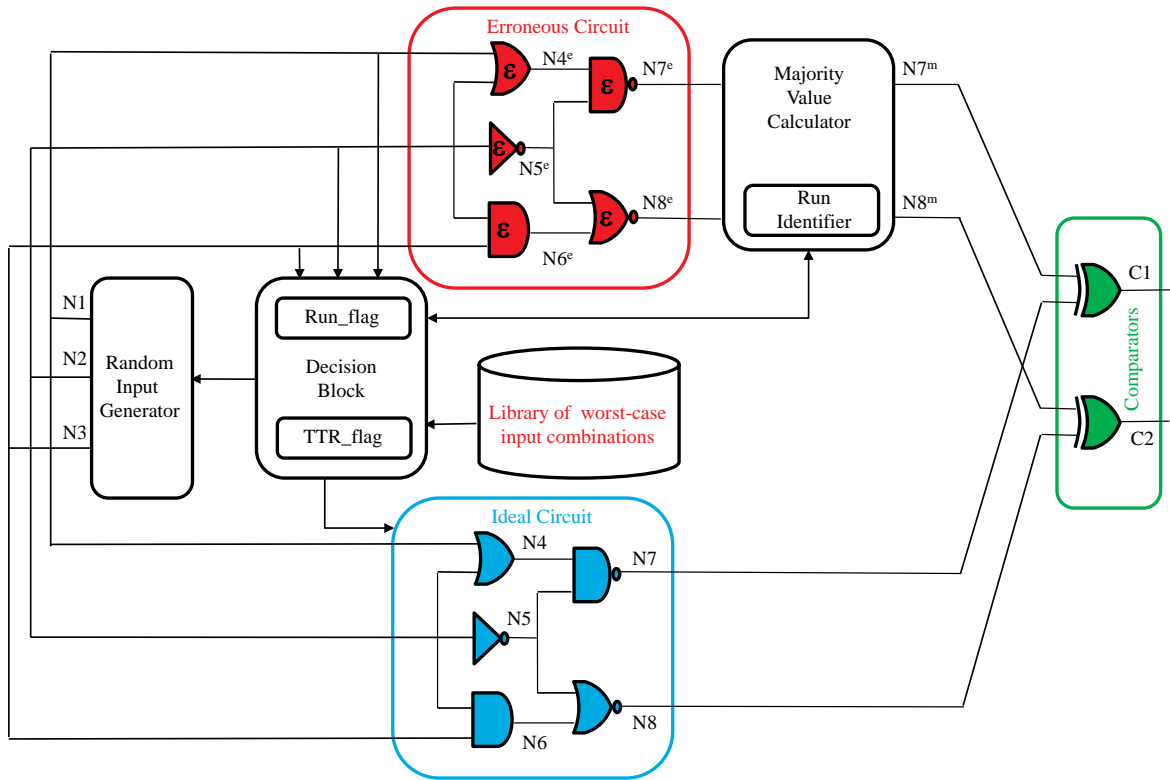 Erroneous Circuit
N4ᵉ
N7ᵉ
ε
ε
ε
N5ᵉ
ε
ε
N8ᵉ
N6ᵉ
Majority
Value
Calculator
Run
Identifier
N7ᵐ
N8ᵐ
N1
N2
N3
Random
Input
Generator
Run_flag
Decision
Block
TTR_flag
Library of worst-case
input combinations
C1
Comparators
C2
Ideal Circuit
N4
N7
N5
N6
N8